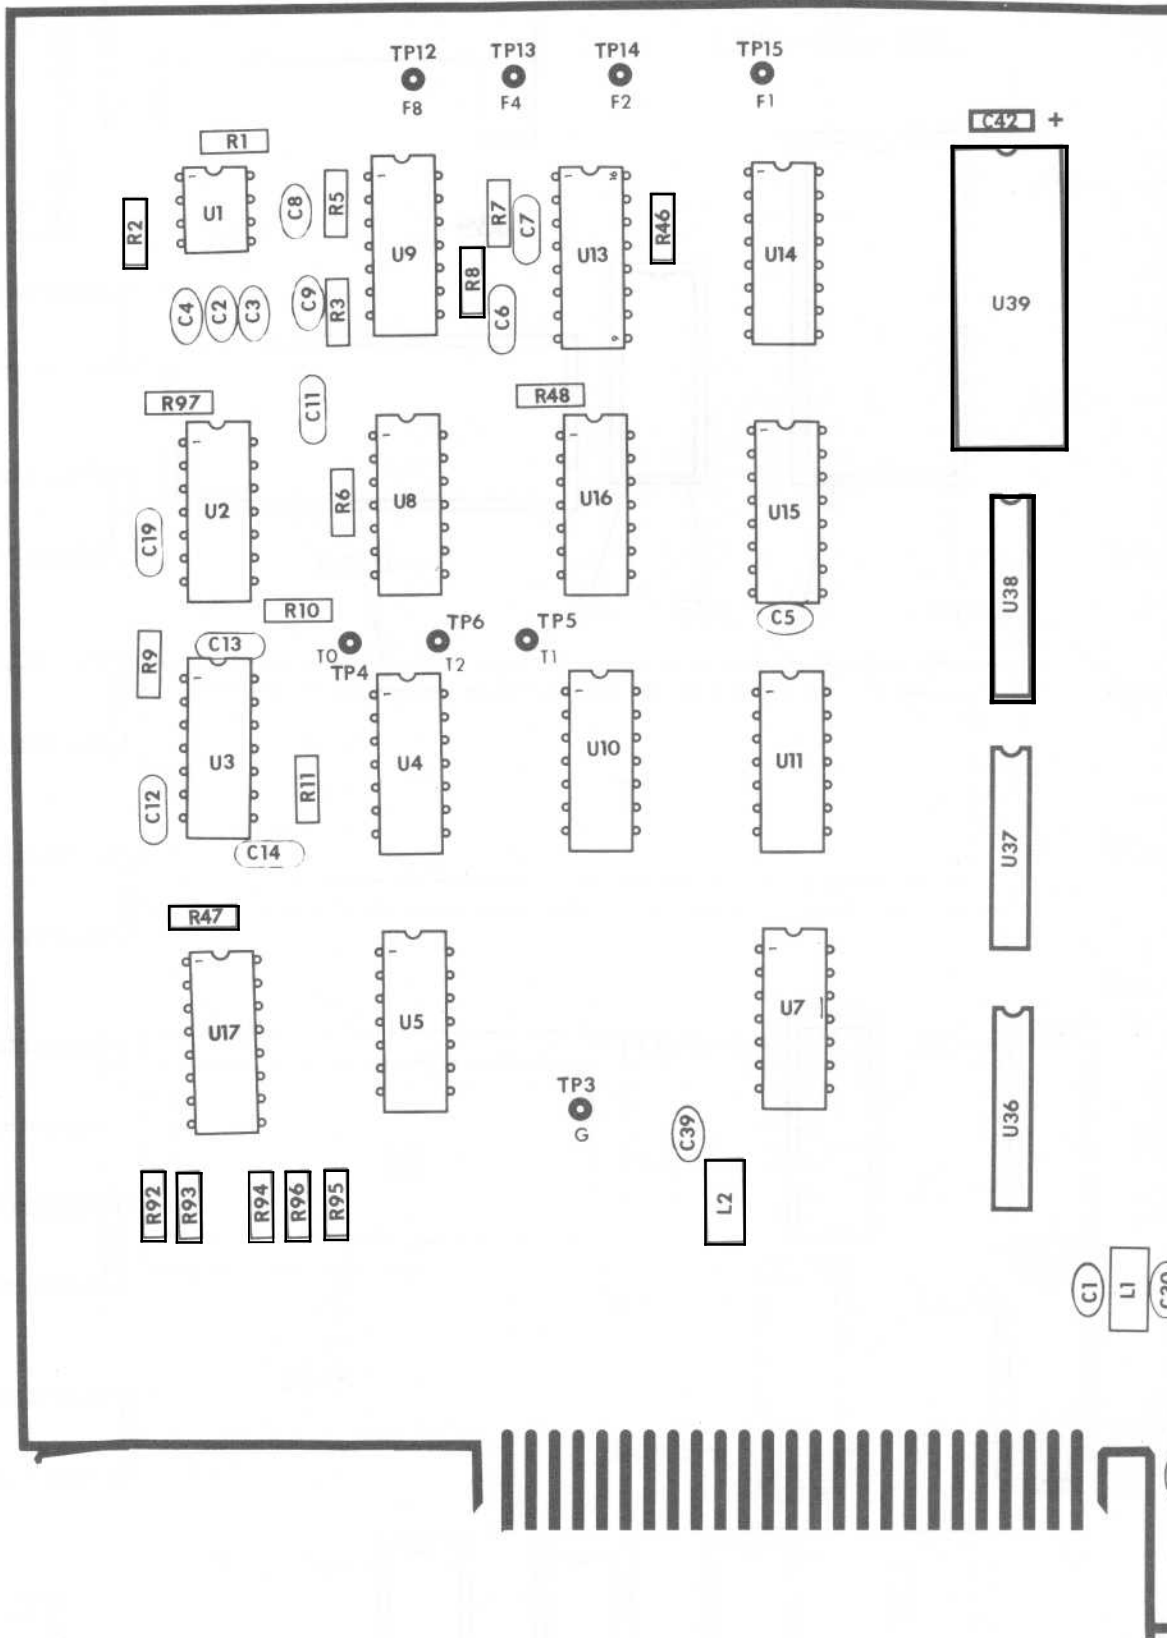 TP12 TP13 TP14 TP15
F8 F4 F2 F1
C42 +
R1
U1 C8 R5 R7 C7 R46
R2 U9 R8 U13 U14
16
9
C4 C2 C3 C9 R3 C6 U39
R97 C11 R48
U2 R6 U8 U16 U15
C19 U38
R10 C5
TP6 TP5
R9 C13 T0 T2 T1
TP4
U3 U4 U10 U11
C12 R11 U37
C14
R47
U17 U5 U7
TP3
G C39 U36
R92 R93 R94 R96 R95 L2
C1 L1